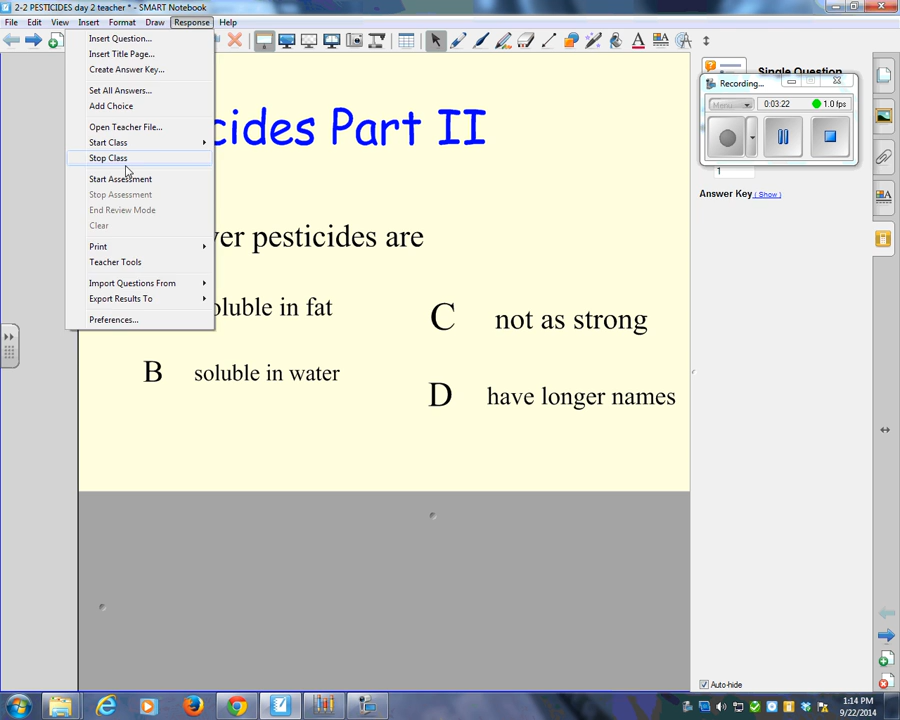 2-2 PESTICIDES day 2 teacher * - SMART Notebook
File Edit View Insert Format Draw Response Help
Insert Question...
Insert Title Page...
Create Answer Key...
Set All Answers...
Add Choice
Open Teacher File...
Start Class
Stop Class
Start Assessment
Stop Assessment
End Review Mode
Clear
Print
Teacher Tools
Import Questions From
Export Results To
Preferences...
cides Part II
ver pesticides are
oluble in fat
B soluble in water
C not as strong
D have longer names
Single Question
Recording...
Menu 0:03:22 1.0 fps
1
Answer Key ( Show )
Auto-hide
1:14 PM
9/22/2014